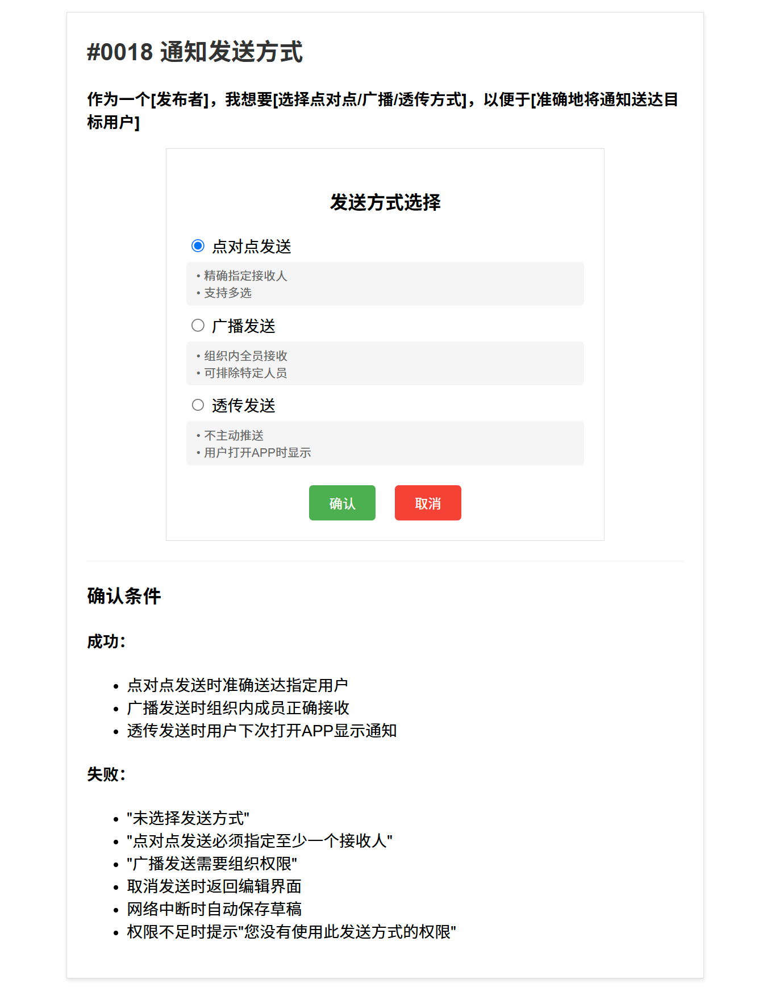 #0018 通知发送方式
作为一个[发布者]，我想要[选择点对点/广播/透传方式]，以便于[准确地将通知送达目
标用户]
发送方式选择
点对点发送
• 精确指定接收人
• 支持多选
广播发送
• 组织内全员接收
• 可排除特定人员
透传发送
• 不主动推送
• 用户打开APP时显示
确认 取消
确认条件
成功：
• 点对点发送时准确送达指定用户
• 广播发送时组织内成员正确接收
• 透传发送时用户下次打开APP显示通知
失败：
• "未选择发送方式"
• "点对点发送必须指定至少一个接收人"
• "广播发送需要组织权限"
• 取消发送时返回编辑界面
• 网络中断时自动保存草稿
• 权限不足时提示"您没有使用此发送方式的权限"